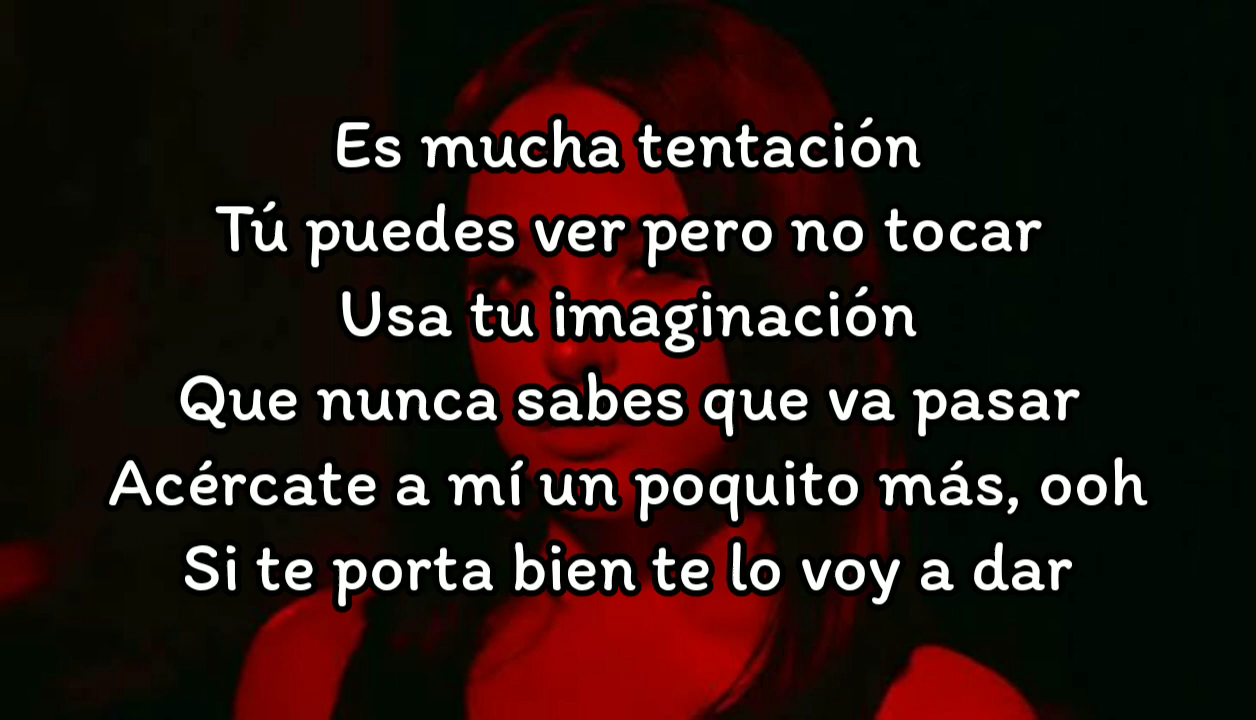 Es mucha tentación
Tú puedes ver pero no tocar
Usa tu imaginación
Que nunca sabes que va pasar
Acércate a mí un poquito más, ooh
Si te porta bien te lo voy a dar